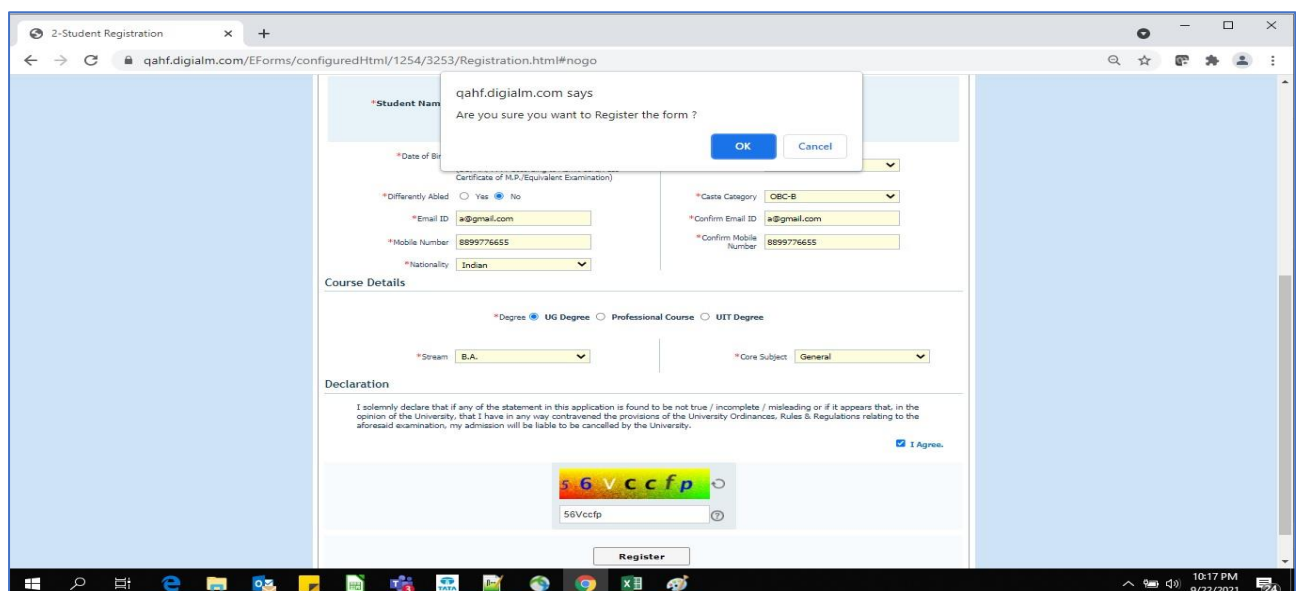 2-Student Registration
qahf.digialm.com/EForms/configuredHtml/1254/3253/Registration.html#nogo
qahf.digialm.com says
Are you sure you want to Register the form ?
OK Cancel
*Student Nam
*Date of Bir
Certificate of M.P./Equivalent Examination)
*Differently Abled Yes No *Caste Category OBC-B
*Email ID a@gmail.com *Confirm Email ID a@gmail.com
*Mobile Number 8899776655 *Confirm Mobile Number 8899776655
*Nationality Indian
Course Details
*Degree UG Degree Professional Course UIT Degree
*Stream B.A. *Core Subject General
Declaration
I solemnly declare that if any of the statement in this application is found to be not true / incomplete / misleading or if it appears that, in the
opinion of the University, that I have in any way contravened the provisions of the University Ordinances, Rules & Regulations relating to the
aforesaid examination, my admission will be liable to be cancelled by the University.
I Agree.
56Vccfp
56Vccfp
Register
TATA
10:17 PM
9/22/2021
24